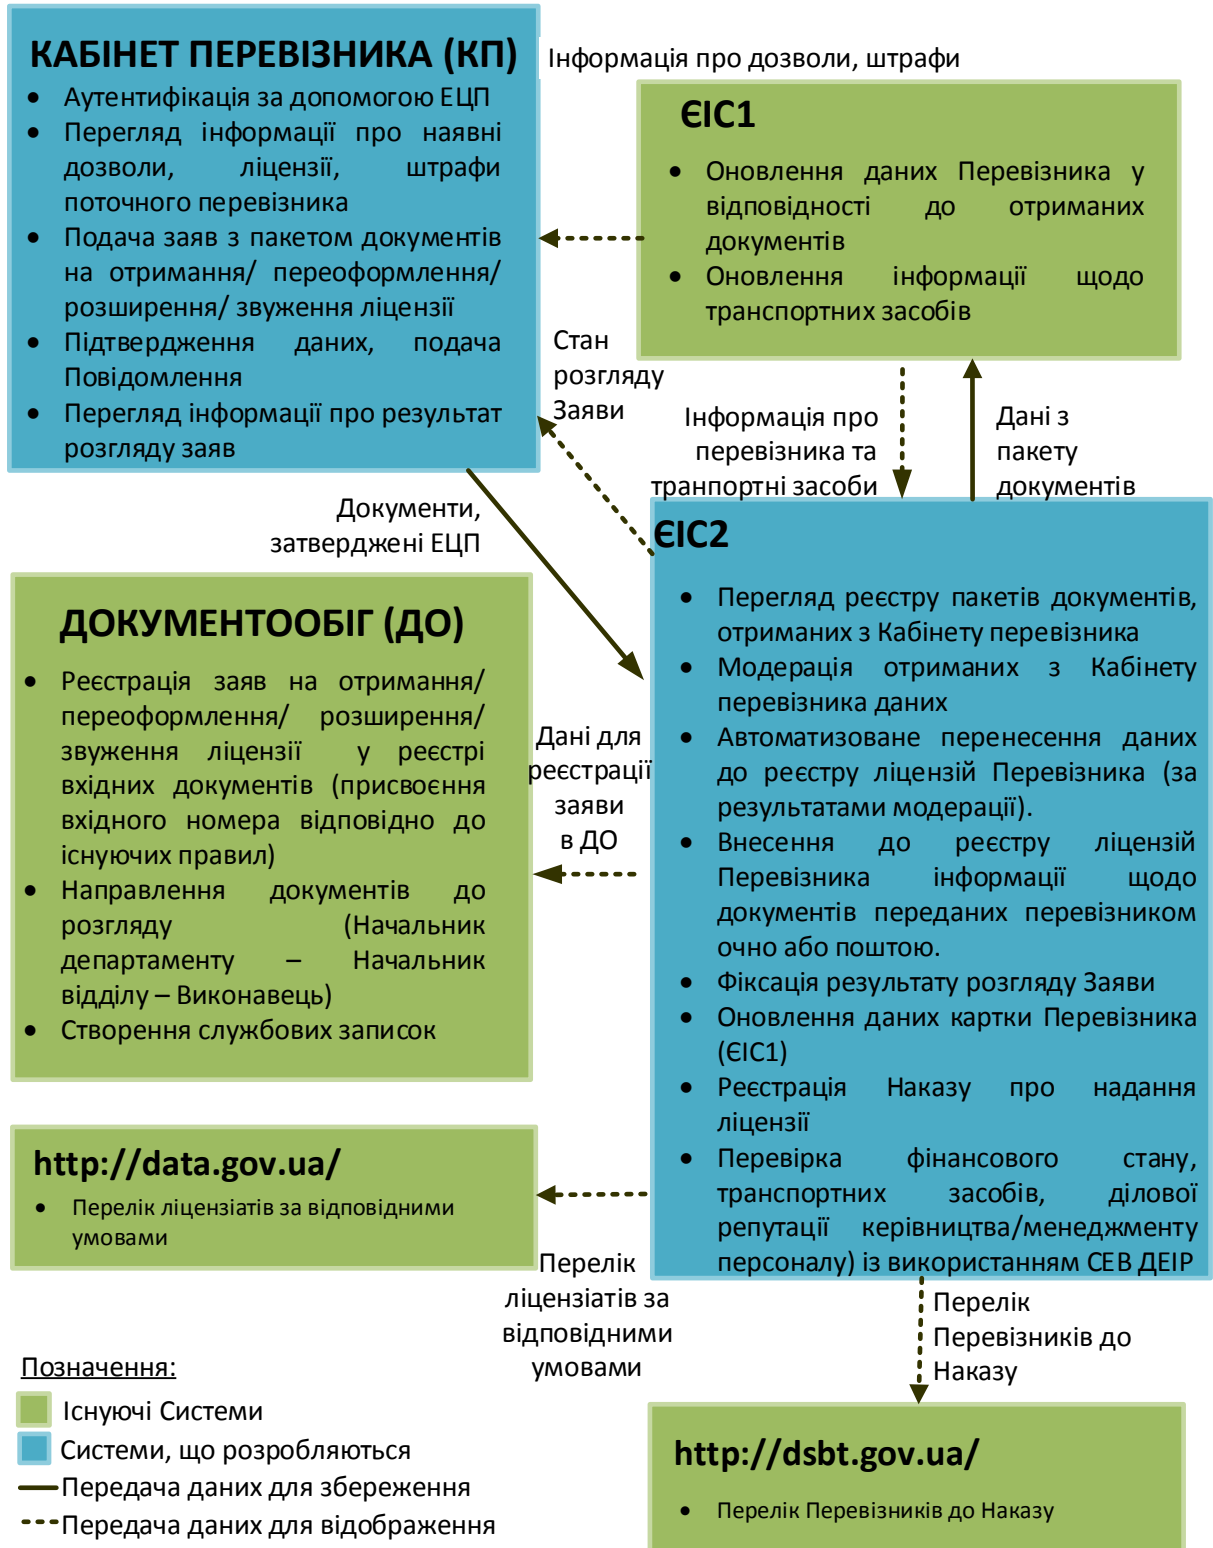 КАБІНЕТ ПЕРЕВІЗНИКА (КП)
• Аутентифікація за допомогою ЕЦП
• Перегляд інформації про наявні
дозволи, ліцензії, штрафи
поточного перевізника
• Подача заяв з пакетом документів
на отримання/ переоформлення/
розширення/ звуження ліцензії
• Підтвердження даних, подача
Повідомлення
• Перегляд інформації про результат
розгляду заяв
Інформація про дозволи, штрафи
ЄІС1
• Оновлення даних Перевізника у
відповідності до отриманих
документів
• Оновлення інформації щодо
транспортних засобів
Стан
розгляду
Заяви
Інформація про
перевізника та
транпортні засоби
Дані з
пакету
документів
Документи,
затверджені ЕЦП
ЄІС2
• Перегляд реєстру пакетів документів,
отриманих з Кабінету перевізника
• Модерація отриманих з Кабінету
перевізника даних
• Автоматизоване перенесення даних
до реєстру ліцензій Перевізника (за
результатами модерації).
• Внесення до реєстру ліцензій
Перевізника інформації щодо
документів переданих перевізником
очно або поштою.
• Фіксація результату розгляду Заяви
• Оновлення даних картки Перевізника
(ЄІС1)
• Реєстрація Наказу про надання
ліцензії
• Перевірка фінансового стану,
транспортних засобів, ділової
репутації керівництва/менеджменту
персоналу) із використанням СЕВ ДЕІР
ДОКУМЕНТООБІГ (ДО)
• Реєстрація заяв на отримання/
переоформлення/ розширення/
звуження ліцензії у реєстрі
вхідних документів (присвоєння
вхідного номера відповідно до
існуючих правил)
• Направлення документів до
розгляду (Начальник
департаменту – Начальник
відділу – Виконавець)
• Створення службових записок
Дані для
реєстрації
заяви
в ДО
http://data.gov.ua/
• Перелік ліцензіатів за відповідними
умовами
Перелік
ліцензіатів за
відповідними
умовами
Перелік
Перевізників до
Наказу
http://dsbt.gov.ua/
• Перелік Перевізників до Наказу
Позначення:
Існуючі Системи
Системи, що розробляються
Передача даних для збереження
Передача даних для відображення